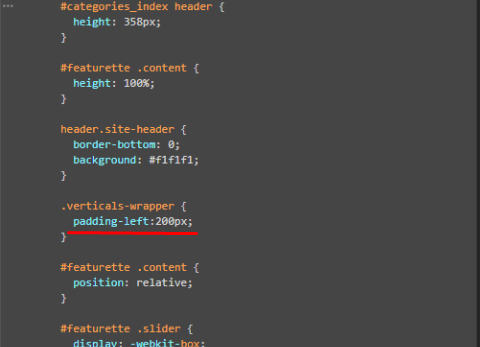 #categories_index header {
height: 358px;
}
#featurette .content {
height: 100%;
}
header.site-header {
border-bottom: 0;
background: #f1f1f1;
}
.verticals-wrapper {
padding-left:200px;
}
#featurette .content {
position: relative;
}
#featurette .slider {
display: -webkit-box;